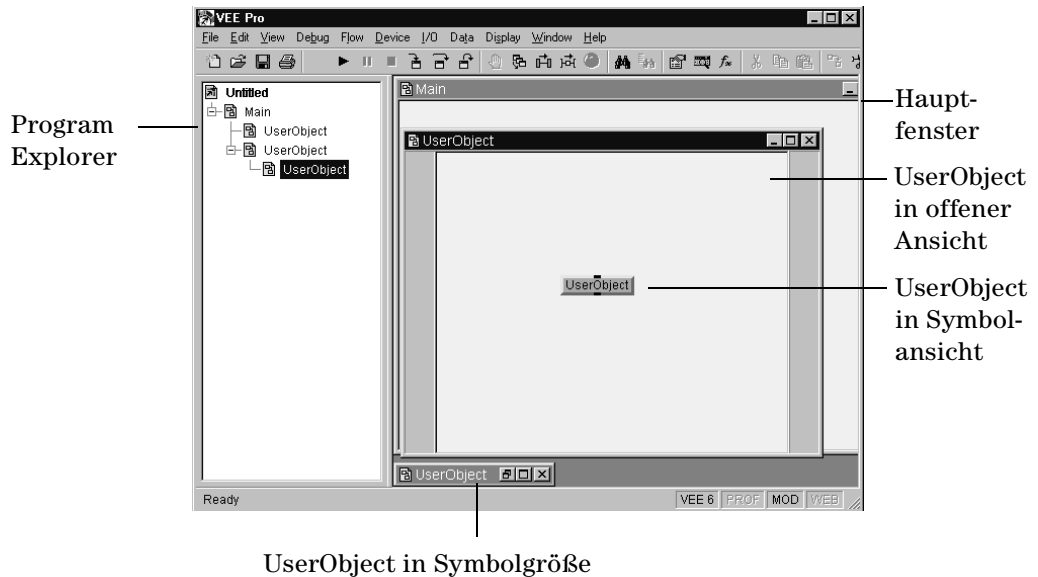 VEE Pro
File Edit View Debug Flow Device I/O Data Display Window Help
Untitled
Main
UserObject
UserObject
UserObject
Main
UserObject
UserObject
UserObject
Ready
VEE 6 PROF MOD WEB
Program
Explorer
Haupt-
fenster
UserObject
in offener
Ansicht
UserObject
in Symbol-
ansicht
UserObject in Symbolgröße